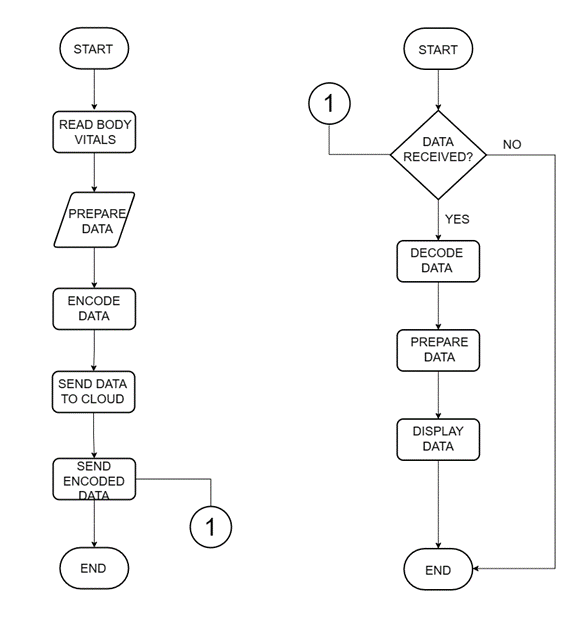 START
READ BODY
VITALS
PREPARE
DATA
ENCODE
DATA
SEND DATA
TO CLOUD
SEND
ENCODED
DATA
1
END
START
1
DATA
RECEIVED?
NO
YES
DECODE
DATA
PREPARE
DATA
DISPLAY
DATA
END